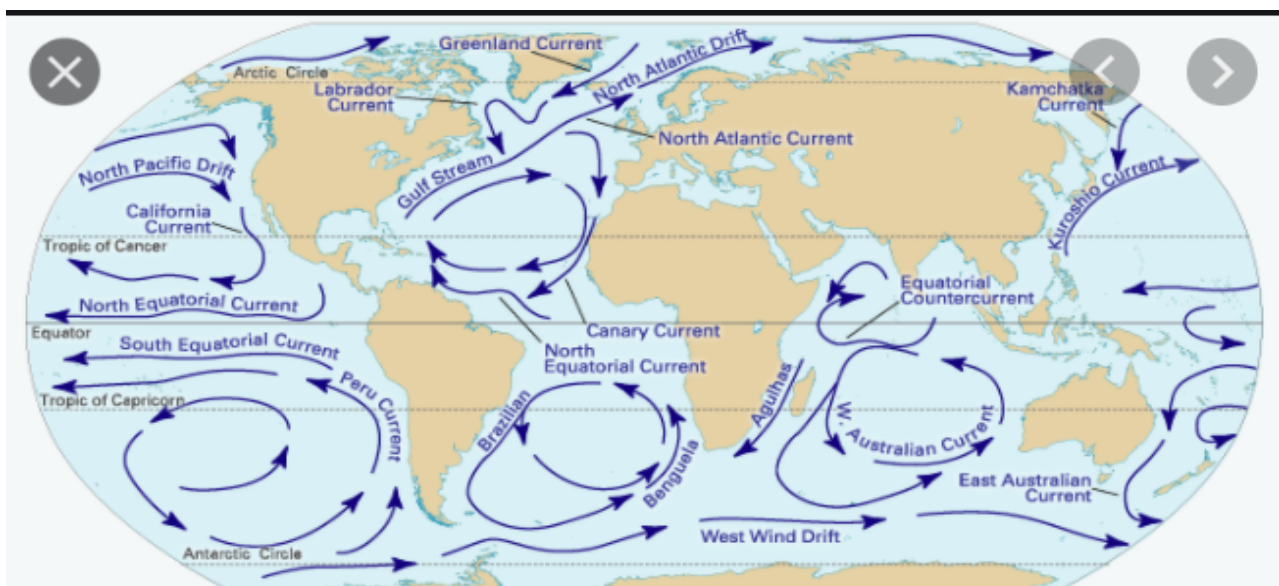 Greenland Current
North Atlantic Drift
Arctic Circle
Labrador
Current
Kamchatka
Current
North Atlantic Current
North Pacific Drift
Gulf Stream
Kuroshio Current
California
Current
Tropic of Cancer
Equatorial
Countercurrent
North Equatorial Current
Equator
Canary Current
South Equatorial Current
North
Equatorial Current
Peru Current
Tropic of Capricorn
Brazilian
Agulhas
W. Australian Current
Benguela
East Australian
Current
West Wind Drift
Antarctic Circle